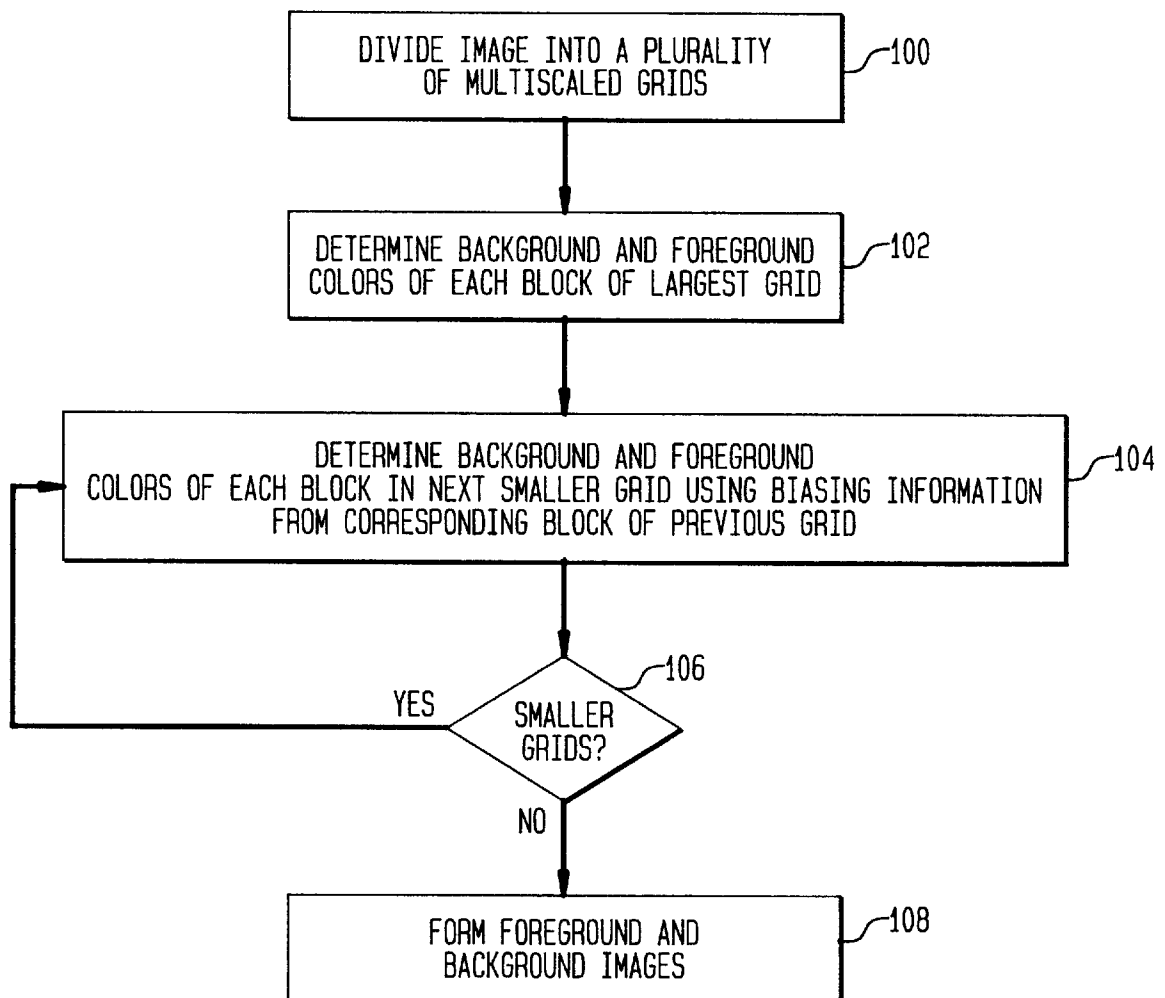 DIVIDE IMAGE INTO A PLURALITY
OF MULTISCALED GRIDS
100
DETERMINE BACKGROUND AND FOREGROUND
COLORS OF EACH BLOCK OF LARGEST GRID
102
DETERMINE BACKGROUND AND FOREGROUND
COLORS OF EACH BLOCK IN NEXT SMALLER GRID USING BIASING INFORMATION
FROM CORRESPONDING BLOCK OF PREVIOUS GRID
104
106
YES
SMALLER
GRIDS?
NO
FORM FOREGROUND AND
BACKGROUND IMAGES
108